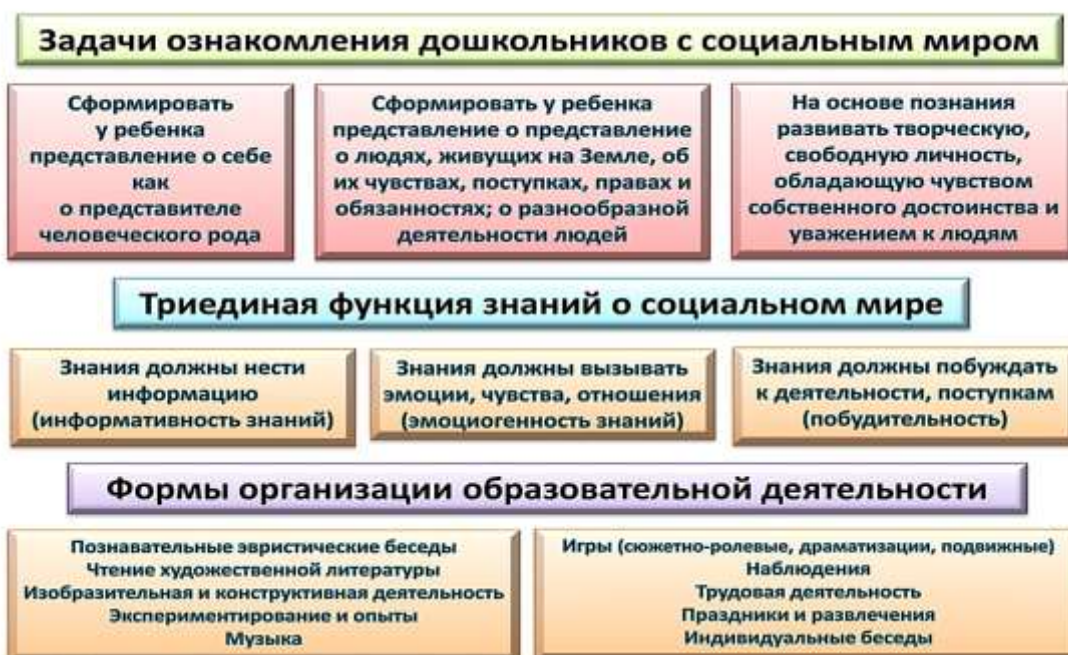 Задачи ознакомления дошкольников с социальным миром
Сформировать
у ребенка
представление о себе
как
о представителе
человеческого рода
Сформировать у ребенка
представление о представление
о людях, живущих на Земле, об
их чувствах, поступках, правах и
обязанностях; о разнообразной
деятельности людей
На основе познания
развивать творческую,
свободную личность,
обладающую чувством
собственного достоинства и
уважением к людям
Триединая функция знаний о социальном мире
Знания должны нести
информацию
(информативность знаний)
Знания должны вызывать
эмоции, чувства, отношения
(эмоциогенность знаний)
Знания должны побуждать
к деятельности, поступкам
(побудительность)
Формы организации образовательной деятельности
Познавательные эвристические беседы
Чтение художественной литературы
Изобразительная и конструктивная деятельность
Экспериментирование и опыты
Музыка
Игры (сюжетно-ролевые, драматизации, подвижные)
Наблюдения
Трудовая деятельность
Праздники и развлечения
Индивидуальные беседы